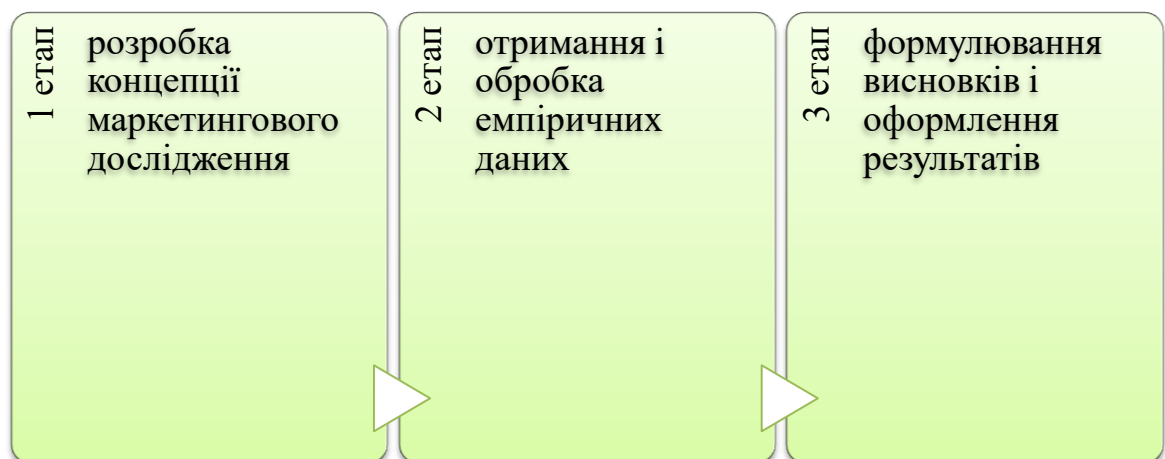 1 етап
розробка
концепції
маркетингового
дослідження
2 етап
отримання і
обробка
емпіричних
даних
3 етап
формулювання
висновків і
оформлення
результатів